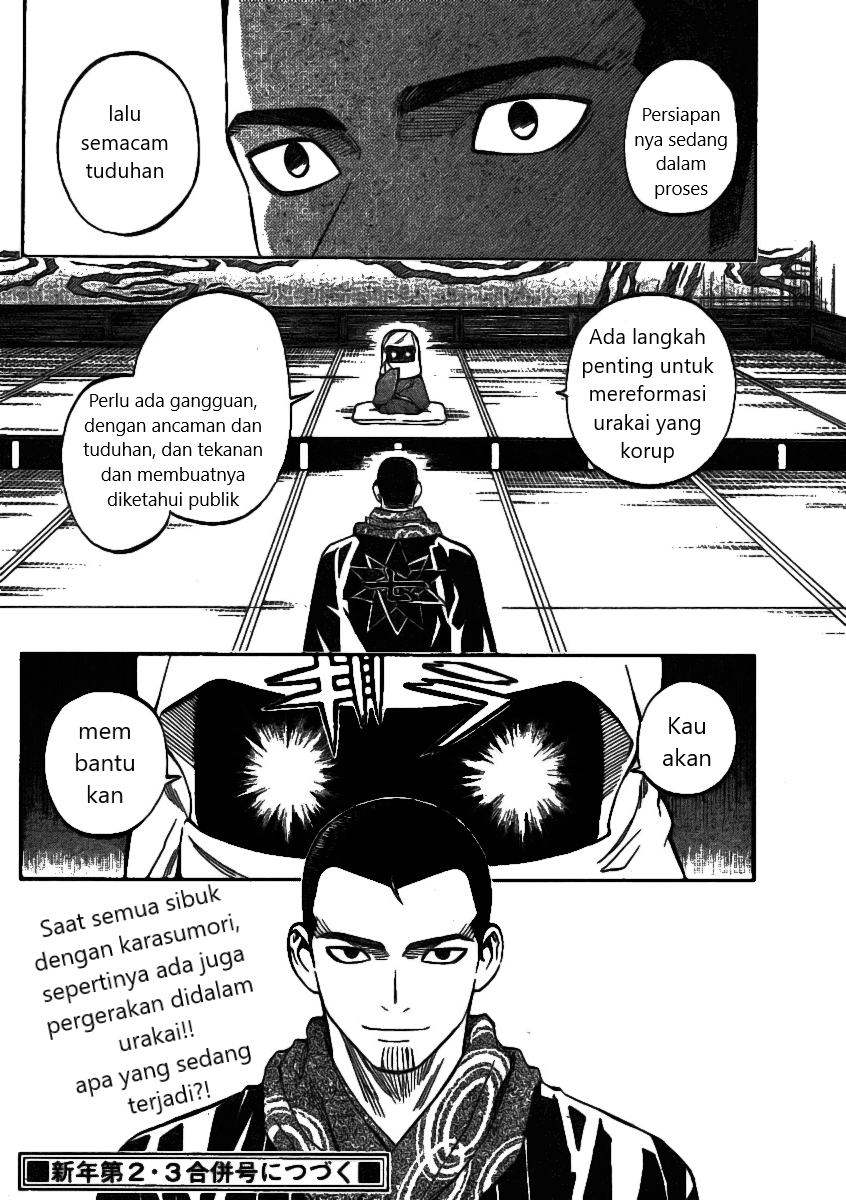 Persiapan
nya sedang
dalam
proses
lalu
semacam
tuduhan
Ada langkah
penting untuk
mereformasi
urakai yang
korup
Perlu ada gangguan,
dengan ancaman dan
tuduhan, dan tekanan
dan membuatnya
diketahui publik
Kau
akan
mem
bantu
kan
Saat semua sibuk
dengan karasumori,
sepertinya ada juga
pergerakan didalam
urakai!!
apa yang sedang
terjadi?!
■新年第2・3合併号につづく■